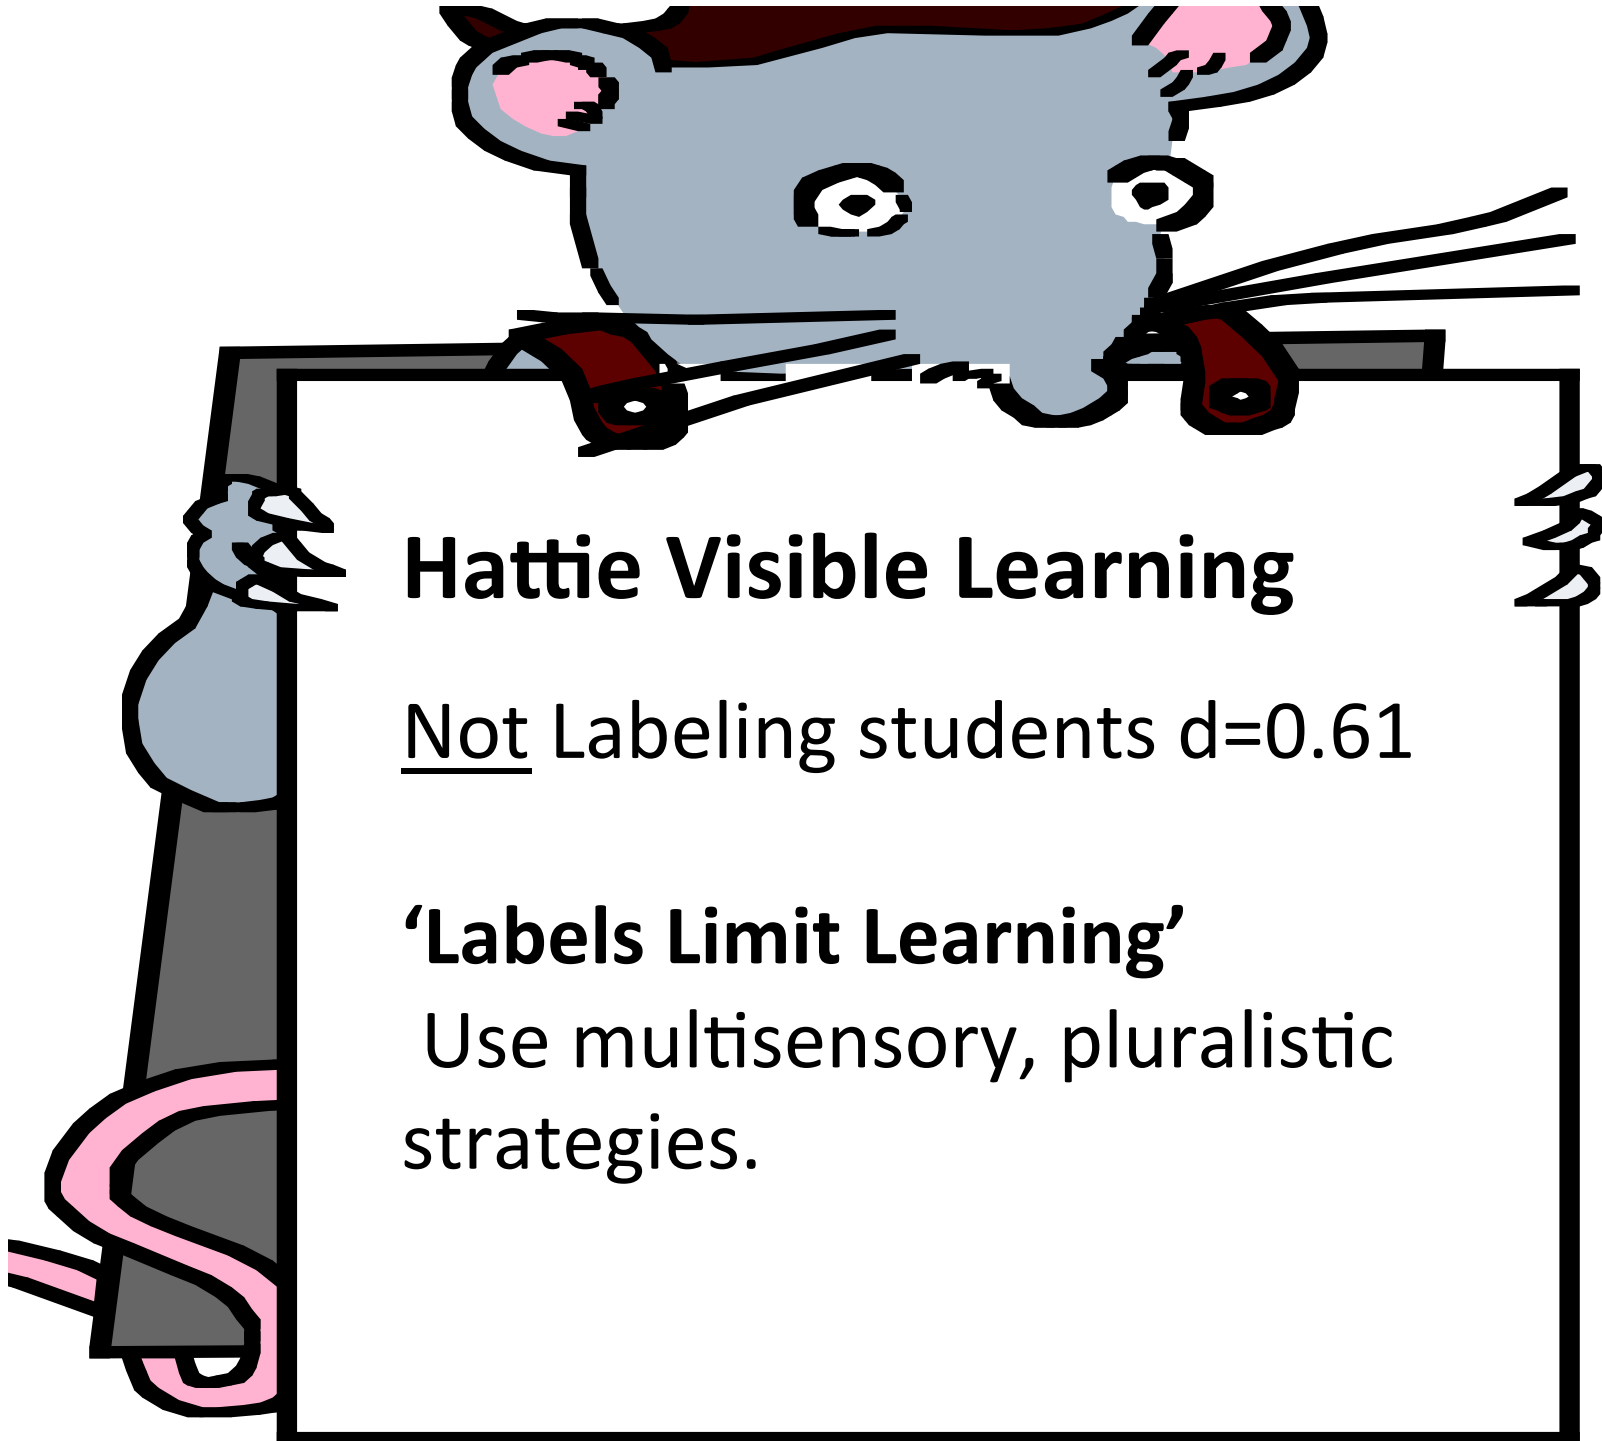 Hattie Visible Learning
Not Labeling students d=0.61
‘Labels Limit Learning’
Use multisensory, pluralistic
strategies.